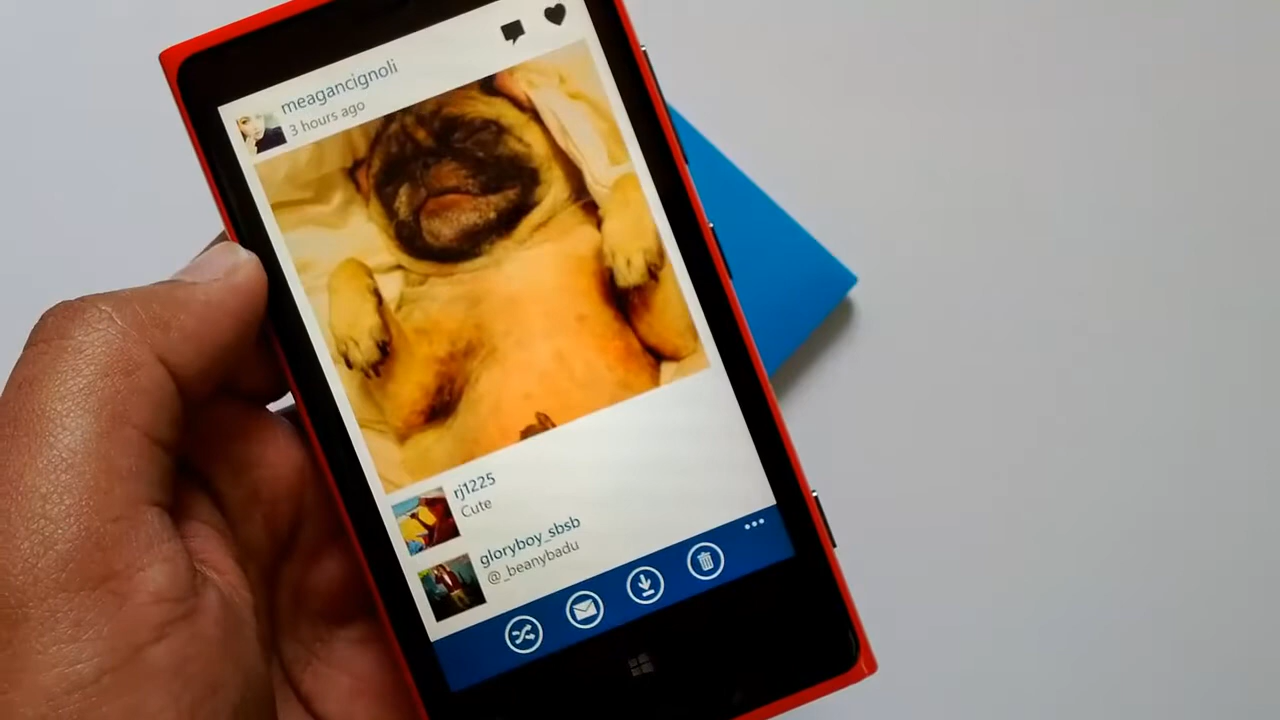 meagancignoli
3 hours ago
rj1225
Cute
gloryboy_sbsb
@_beanybadu